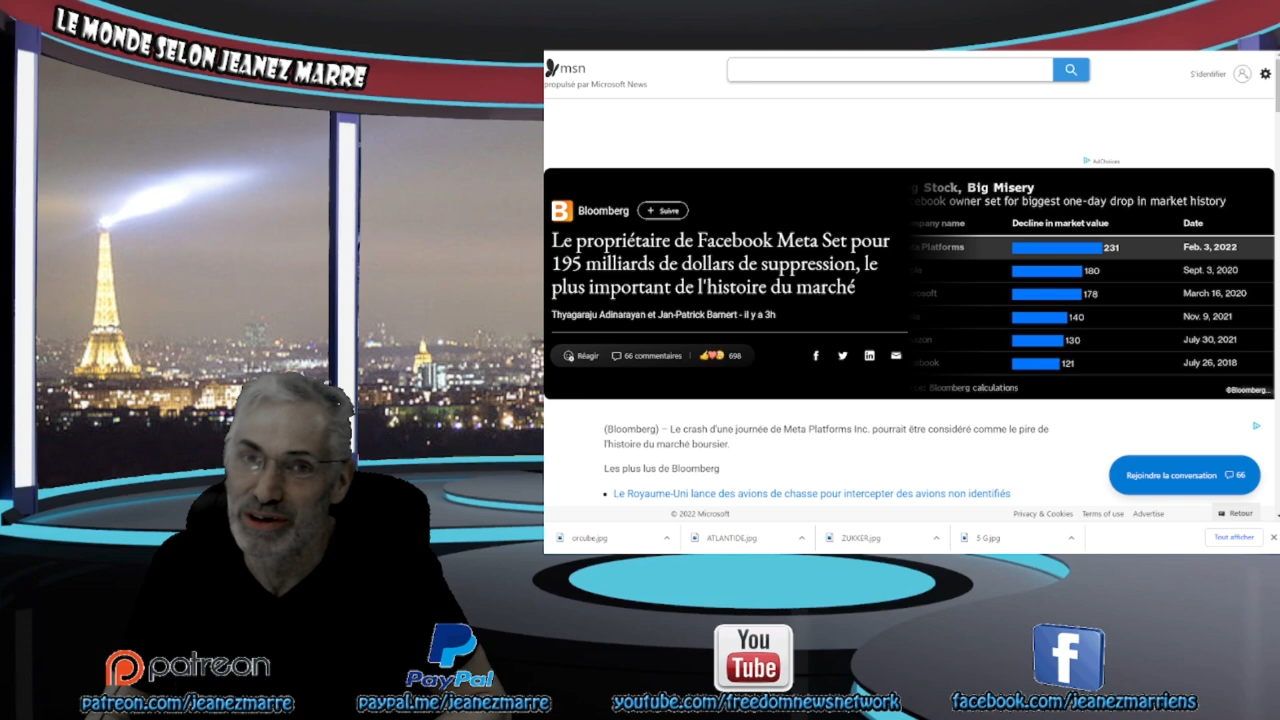 LE MONDE SELON JEANEZ MARRE
msn
propulsé par Microsoft News
S'identifier
AdChoices
Bloomberg
+ Suivre
Le propriétaire de Facebook Meta Set pour
195 milliards de dollars de suppression, le
plus important de l'histoire du marché
Thyagaraju Adinarayan et Jan-Patrick Barnert - il y a 3h
Réagir
66 commentaires
698
Stock, Big Misery
owner set for biggest one-day drop in market history
name Decline in market value Date
Platforms 231 Feb. 3, 2022
180 Sept. 3, 2020
178 March 16, 2020
140 Nov. 9, 2021
130 July 30, 2021
121 July 26, 2018
Bloomberg calculations
©Bloomberg...
(Bloomberg) – Le crash d'une journée de Meta Platforms Inc. pourrait être considéré comme le pire de
l'histoire du marché boursier.
Les plus lus de Bloomberg
• Le Royaume-Uni lance des avions de chasse pour intercepter des avions non identifiés
Rejoindre la conversation 66
© 2022 Microsoft
Privacy & Cookies Terms of use Advertise
Retour
orcube.jpg
ATLANTIDE.jpg
ZUKKER.jpg
5 G.jpg
Tout afficher
patreon
patreon.com/jeanezmarre
PayPal
paypal.me/jeanezmarre
You
Tube
youtube.com/freedomnewsnetwork
f
facebook.com/jeanezmarriens